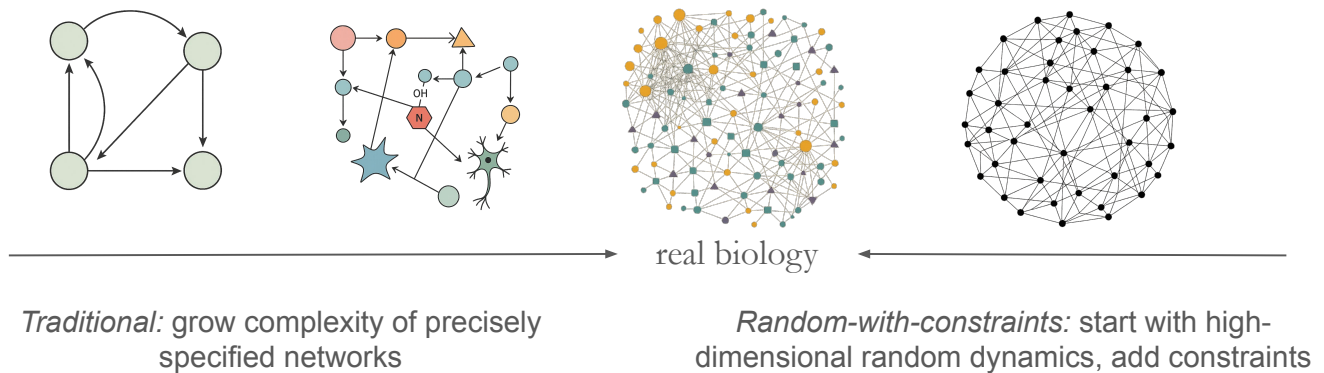 OH
N
real biology
Traditional: grow complexity of precisely
specified networks
Random-with-constraints: start with high-
dimensional random dynamics, add constraints